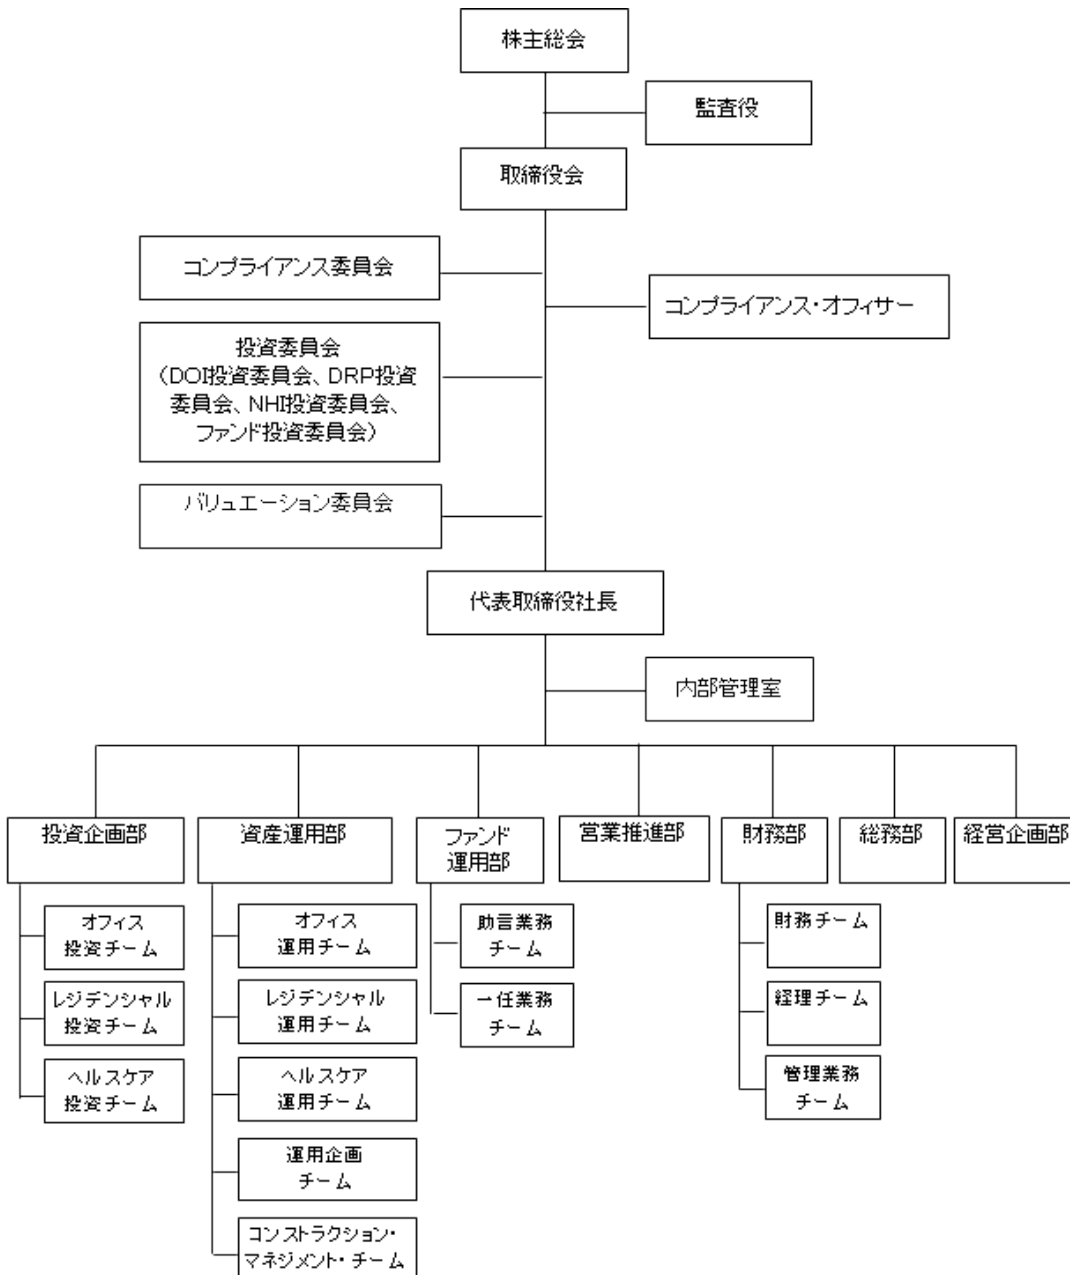 株主総会
監査役
取締役会
コンプライアンス委員会
コンプライアンス・オフィサー
投資委員会
（DOI投資委員会、DRP投資
委員会、NHI投資委員会、
ファンド投資委員会）
バリュエーション委員会
代表取締役社長
内部管理室
投資企画部
資産運用部
ファンド
運用部
営業推進部
財務部
総務部
経営企画部
オフィス
投資チーム
レジデンシャル
投資チーム
ヘルスケア
投資チーム
オフィス
運用チーム
レジデンシャル
運用チーム
ヘルスケア
運用チーム
運用企画
チーム
コンストラクション・
マネジメント・チーム
助言業務
チーム
一任業務
チーム
財務チーム
経理チーム
管理業務
チーム